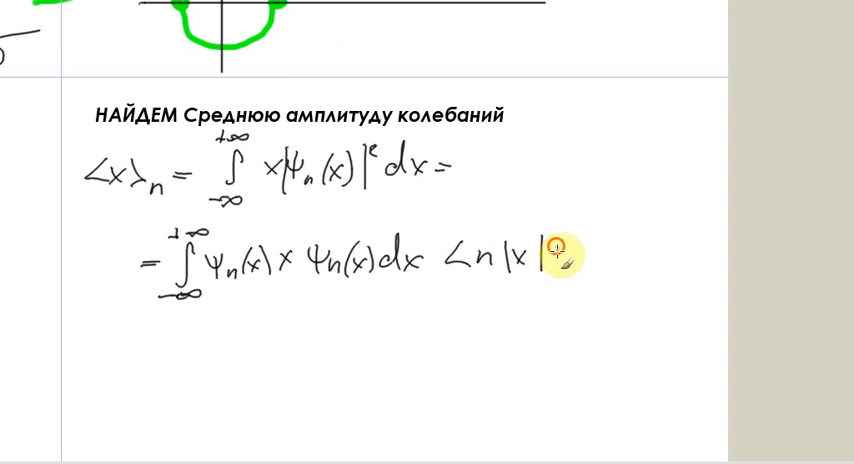 НАЙДЕМ Среднюю амплитуду колебаний
<x>ₙ = ∫₋∞⁺∞ x|ψₙ(x)|² dx =
= ∫₋∞⁺∞ ψₙ(x) x ψₙ(x) dx <n|x|